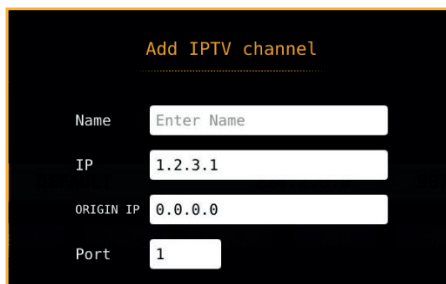 Add IPTV channel
Name Enter Name
IP 1.2.3.1
ORIGIN IP 0.0.0.0
Port 1